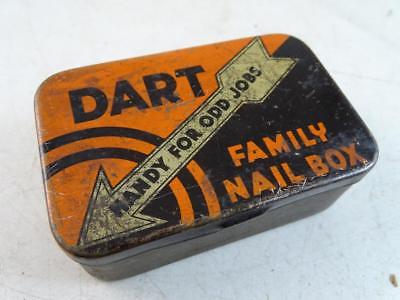 DART
HANDY FOR ODD JOBS
FAMILY
NAIL BOX